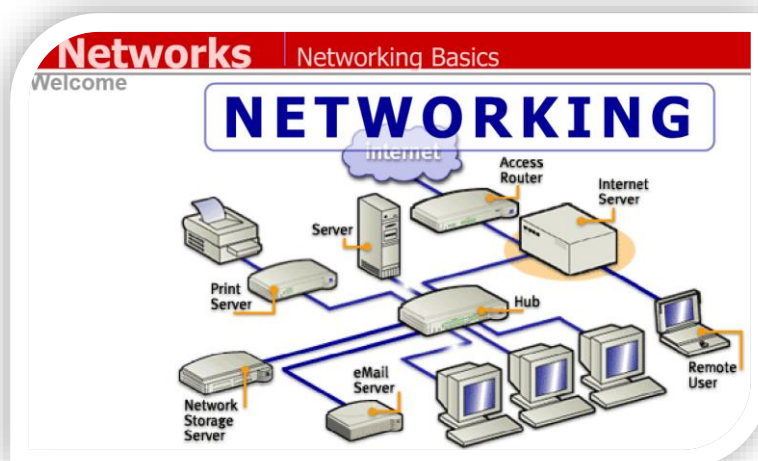 Networks
Networking Basics
Welcome
NETWORKING
internet
Access
Router
Internet
Server
Server
Print
Server
Hub
Remote
User
eMail
Server
Network
Storage
Server